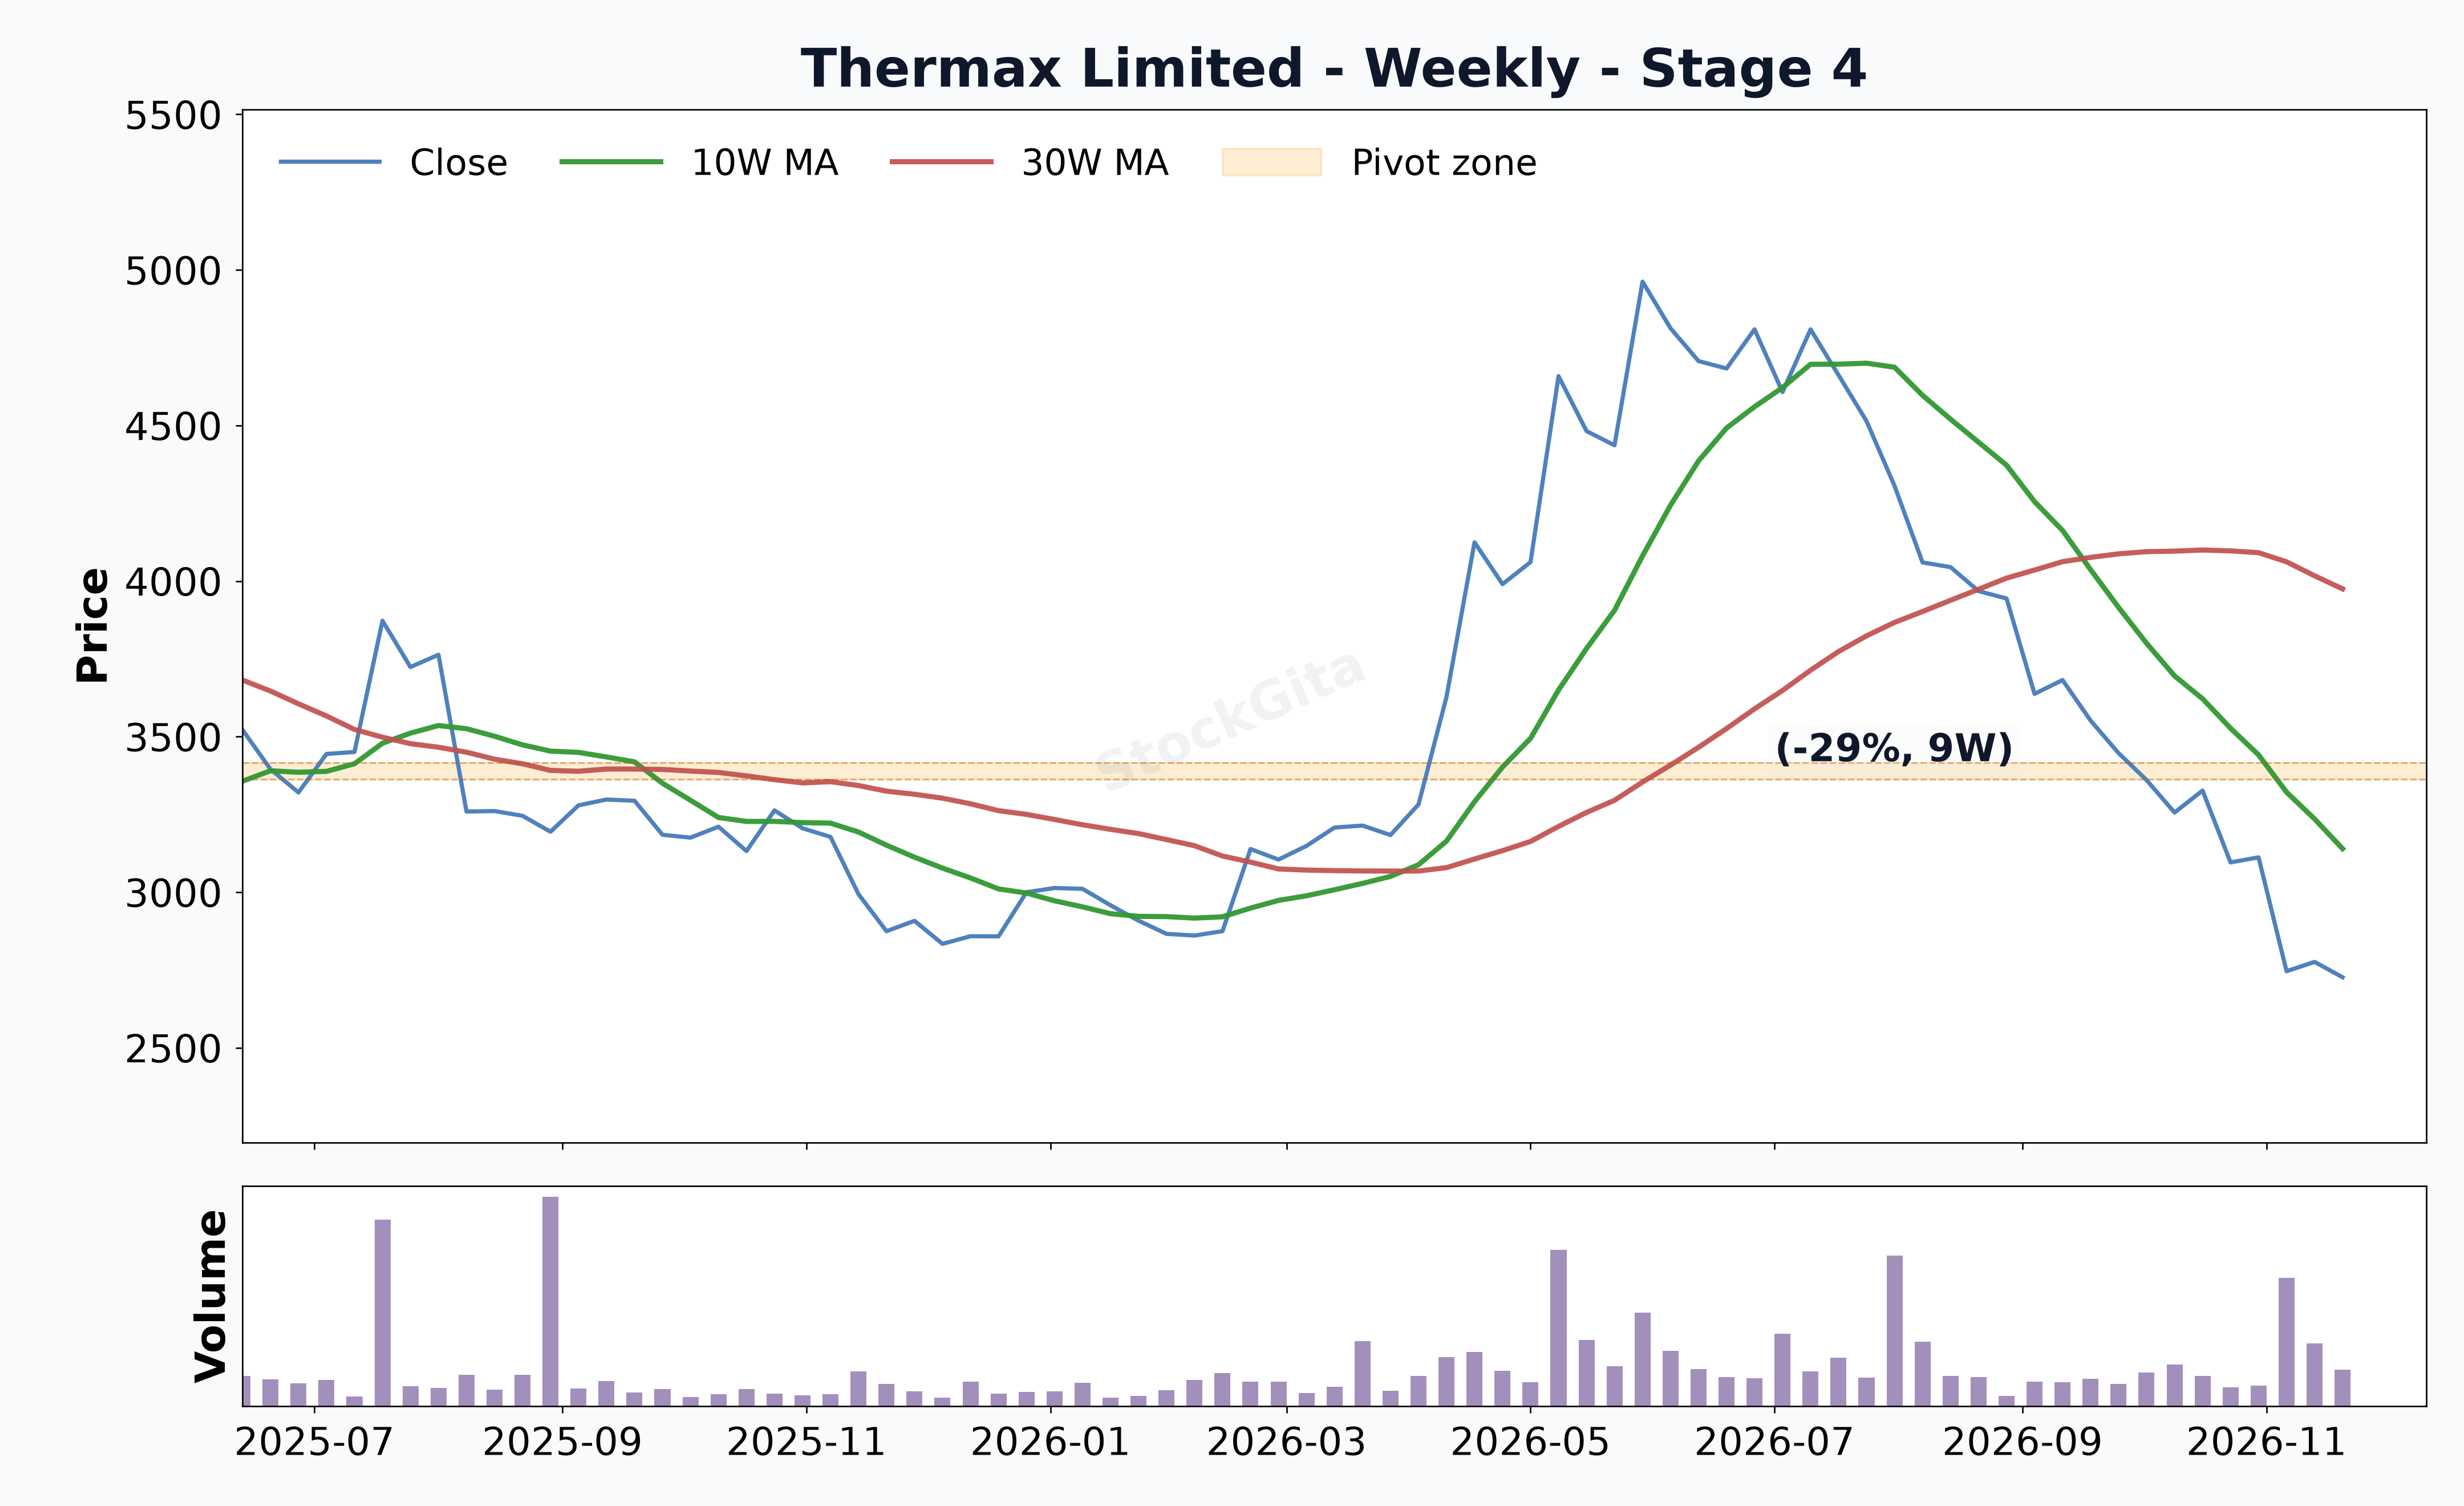 Thermax Limited - Weekly - Stage 4
Close 10W MA 30W MA Pivot zone
5500
5000
4500
4000
3500
3000
2500
Price
StockGita
(-29%, 9W)
Volume
2025-07 2025-09 2025-11 2026-01 2026-03 2026-05 2026-07 2026-09 2026-11